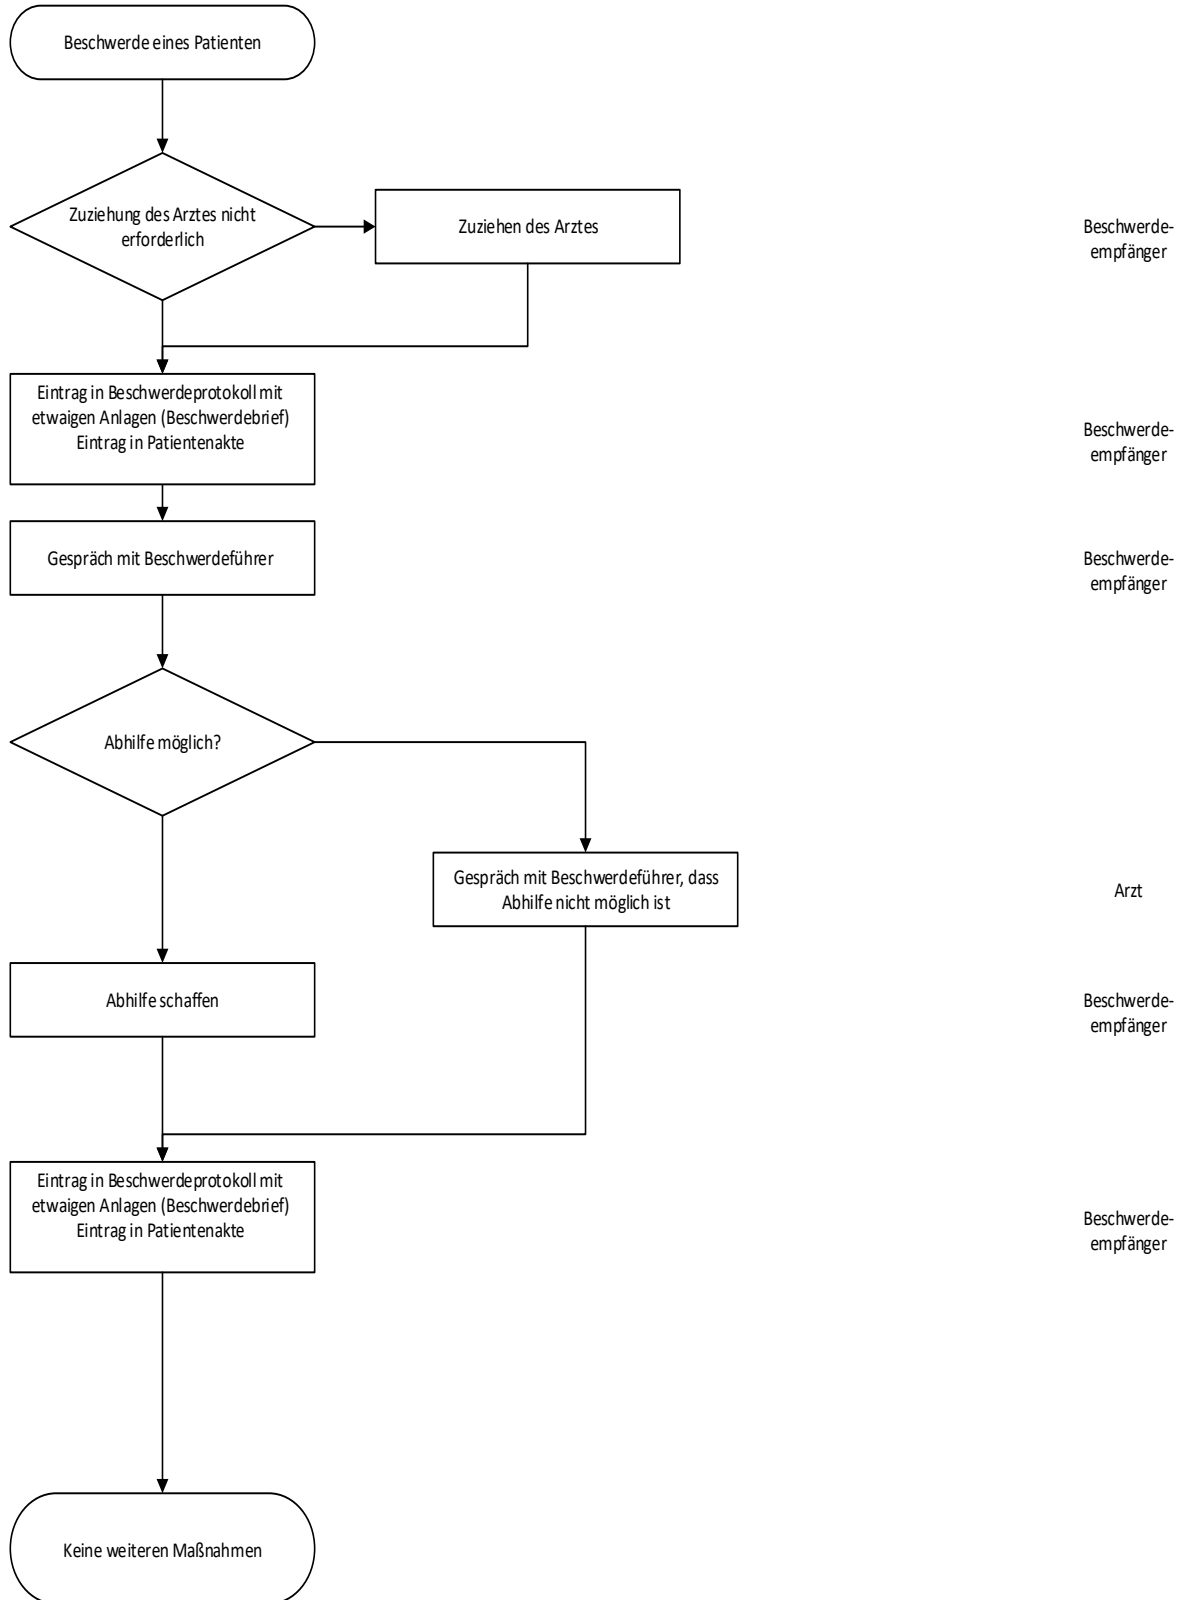 Beschwerde eines Patienten
Zuziehung des Arztes nicht
erforderlich
Zuziehen des Arztes
Beschwerde-
empfänger
Eintrag in Beschwerdeprotokoll mit
etwaigen Anlagen (Beschwerdebrief)
Eintrag in Patientenakte
Beschwerde-
empfänger
Gespräch mit Beschwerdeführer
Beschwerde-
empfänger
Abhilfe möglich?
Gespräch mit Beschwerdeführer, dass
Abhilfe nicht möglich ist
Arzt
Abhilfe schaffen
Beschwerde-
empfänger
Eintrag in Beschwerdeprotokoll mit
etwaigen Anlagen (Beschwerdebrief)
Eintrag in Patientenakte
Beschwerde-
empfänger
Keine weiteren Maßnahmen